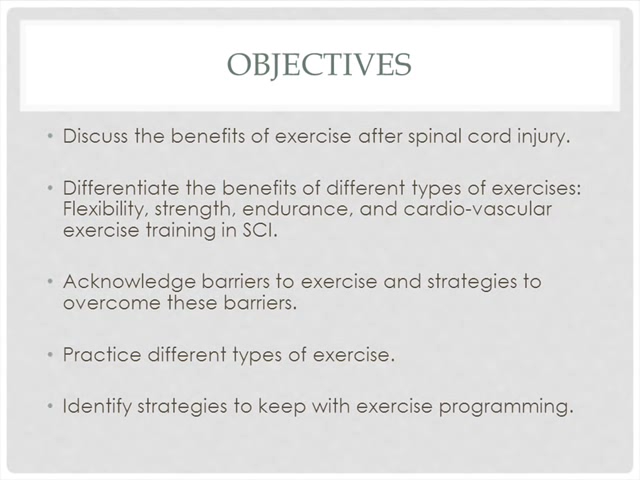 OBJECTIVES
• Discuss the benefits of exercise after spinal cord injury.
• Differentiate the benefits of different types of exercises:
Flexibility, strength, endurance, and cardio-vascular
exercise training in SCI.
• Acknowledge barriers to exercise and strategies to
overcome these barriers.
• Practice different types of exercise.
• Identify strategies to keep with exercise programming.